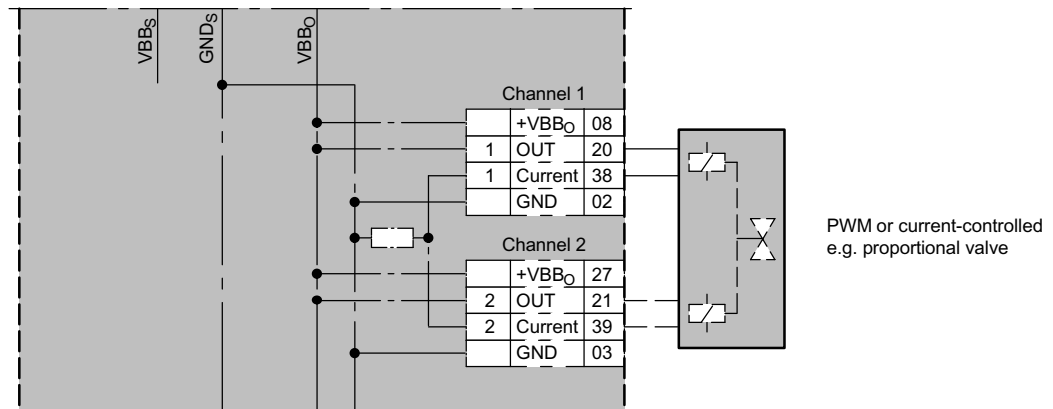 VBBS
GNDS
VBBO
Channel 1
+VBBO 08
1 OUT 20
1 Current 38
GND 02
Channel 2
+VBBO 27
2 OUT 21
2 Current 39
GND 03
PWM or current-controlled
e.g. proportional valve